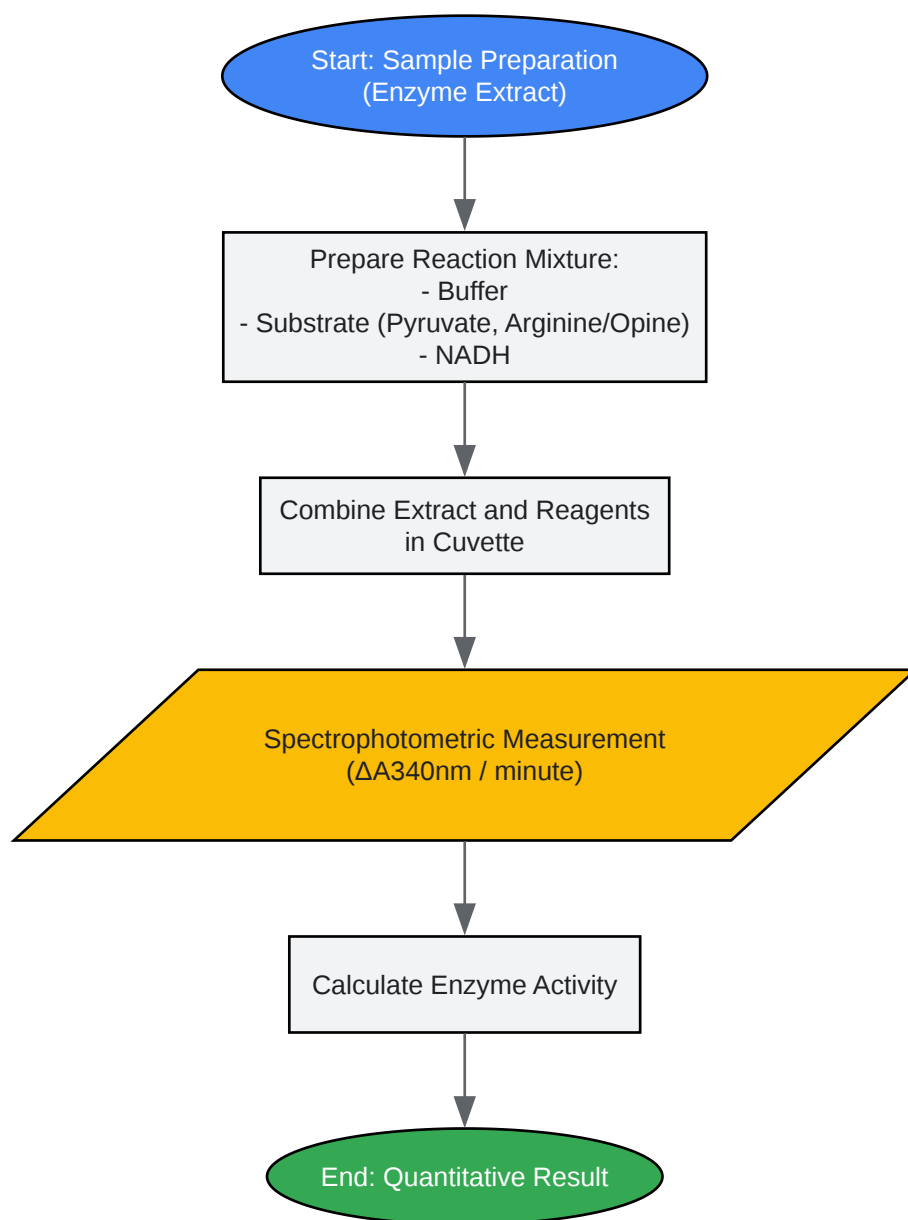 Start: Sample Preparation
(Enzyme Extract)
Prepare Reaction Mixture:
- Buffer
- Substrate (Pyruvate, Arginine/Opine)
- NADH
Combine Extract and Reagents
in Cuvette
Spectrophotometric Measurement
(ΔA340nm / minute)
Calculate Enzyme Activity
End: Quantitative Result